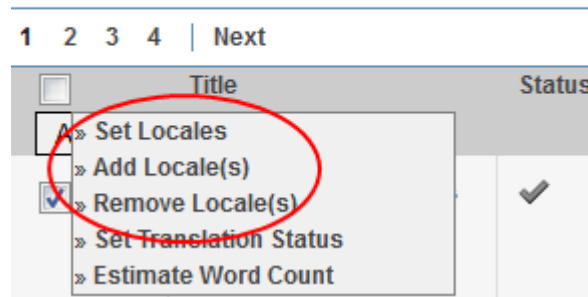 1 2 3 4 | Next
Title Status
A
» Set Locales
» Add Locale(s)
» Remove Locale(s)
» Set Translation Status
» Estimate Word Count